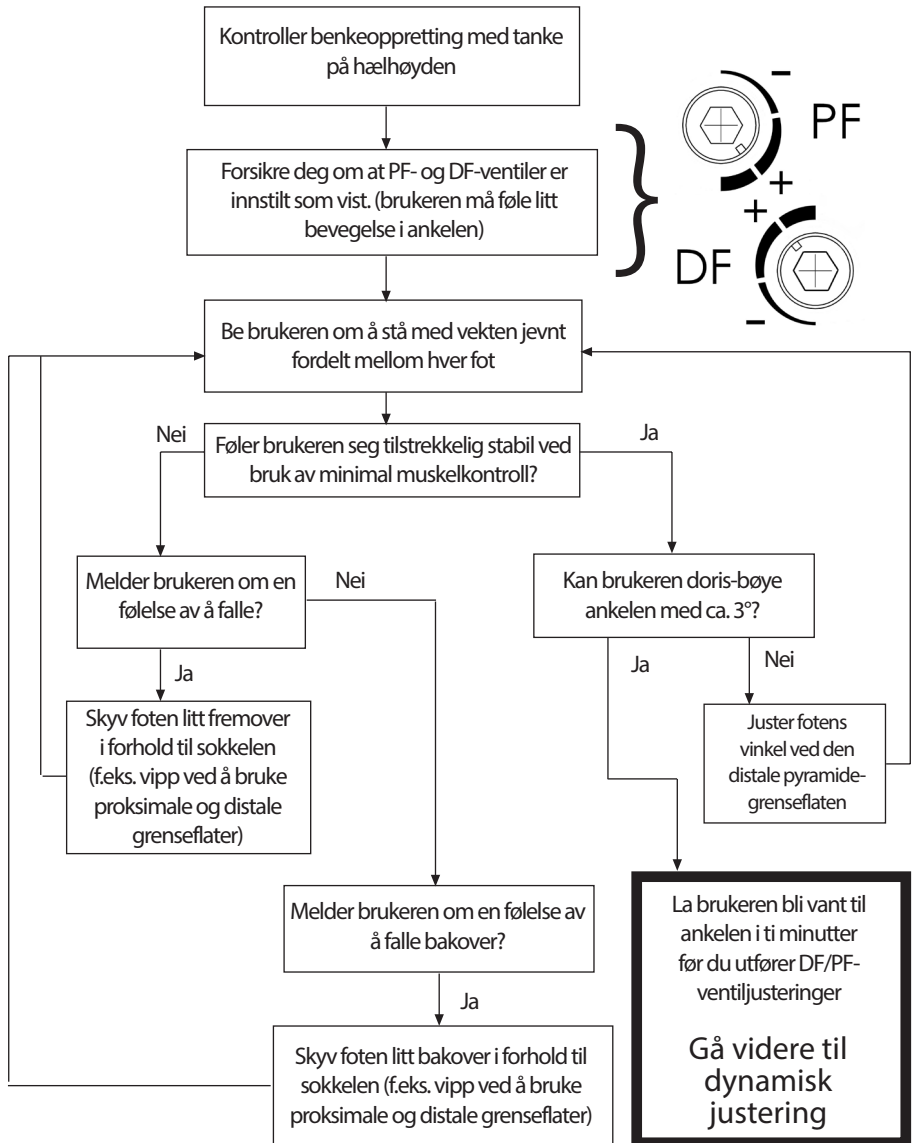 Kontroller benkeoppretting med tanke
på hælhøyden
Forsikre deg om at PF- og DF-ventiler er
innstilt som vist. (brukeren må føle litt
bevegelse i ankelen)
-
PF
+
+
DF
-
Be brukeren om å stå med vekten jevnt
fordelt mellom hver fot
Nei
Føler brukeren seg tilstrekkelig stabil ved
bruk av minimal muskelkontroll?
Ja
Melder brukeren om en
følelse av å falle?
Nei
Ja
Skyv foten litt fremover
i forhold til sokkelen
(f.eks. vipp ved å bruke
proksimale og distale
grenseflater)
Kan brukeren doris-bøye
ankelen med ca. 3°?
Ja
Nei
Juster fotens
vinkel ved den
distale pyramide-
grenseflaten
Melder brukeren om en følelse av
å falle bakover?
Ja
Skyv foten litt bakover i forhold til
sokkelen (f.eks. vipp ved å bruke
proksimale og distale grenseflater)
La brukeren bli vant til
ankelen i ti minutter
før du utfører DF/PF-
ventiljusteringer
Gå videre til
dynamisk
justering